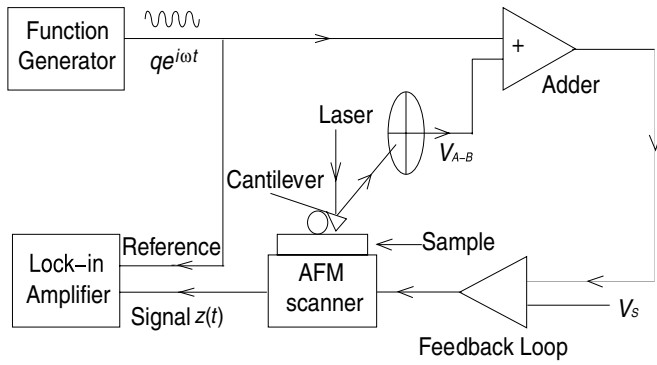 Function
Generator
qe^{iωt}
+
Adder
Laser
V_{A−B}
Cantilever
Reference
Sample
Lock−in
Amplifier
AFM
scanner
Signal z(t)
V_S
Feedback Loop